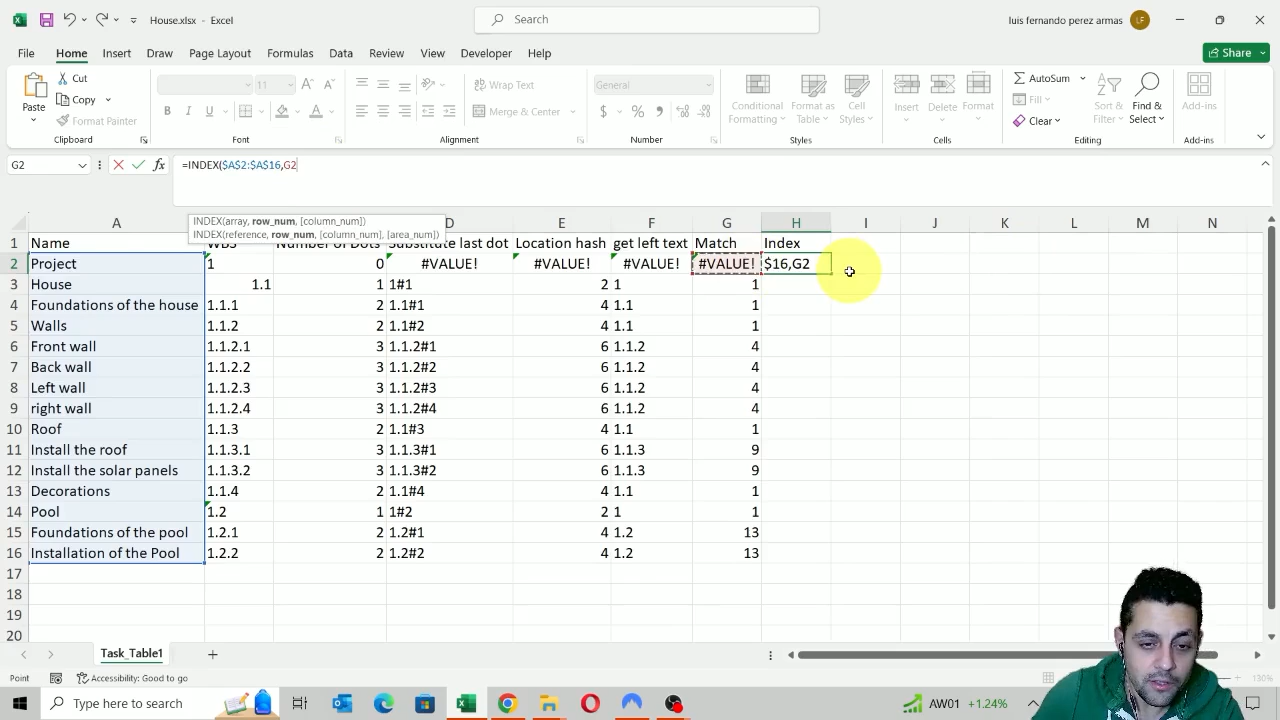 House.xlsx - Excel
Search
luis fernando perez armas
LF
File Home Insert Draw Page Layout Formulas Data Review View Developer Help
Share
Paste
Cut
Copy
Format Painter
Clipboard
11
B I U
Font
Wrap Text
Merge & Center
Alignment
General
$ % ,
Number
Conditional Formatting
Format as Table
Cell Styles
Styles
Insert
Delete
Format
Cells
AutoSum
Fill
Clear
Sort & Filter
Find & Select
Editing
Add-ins
Add-ins
G2
fx
=INDEX($A$2:$A$16,G2
INDEX(array, row_num, [column_num])
INDEX(reference, row_num, [column_num], [area_num])
A D E F G H I J K L M N
1 Name WBS Number of Dots Substitute last dot Location hash get left text Match Index
2 Project 1 0 #VALUE! #VALUE! #VALUE! #VALUE! $16,G2
3 House 1.1 1 1#1 2 1 1
4 Foundations of the house 1.1.1 2 1.1#1 4 1.1 1
5 Walls 1.1.2 2 1.1#2 4 1.1 1
6 Front wall 1.1.2.1 3 1.1.2#1 6 1.1.2 4
7 Back wall 1.1.2.2 3 1.1.2#2 6 1.1.2 4
8 Left wall 1.1.2.3 3 1.1.2#3 6 1.1.2 4
9 right wall 1.1.2.4 3 1.1.2#4 6 1.1.2 4
10 Roof 1.1.3 2 1.1#3 4 1.1 1
11 Install the roof 1.1.3.1 3 1.1.3#1 6 1.1.3 9
12 Install the solar panels 1.1.3.2 3 1.1.3#2 6 1.1.3 9
13 Decorations 1.1.4 2 1.1#4 4 1.1 1
14 Pool 1.2 1 1#2 2 1 1
15 Foundations of the pool 1.2.1 2 1.2#1 4 1.2 13
16 Installation of the Pool 1.2.2 2 1.2#2 4 1.2 13
17
18
19
20
Task_Table1
Point
Accessibility: Good to go
130%
Type here to search
AW01 +1.24%